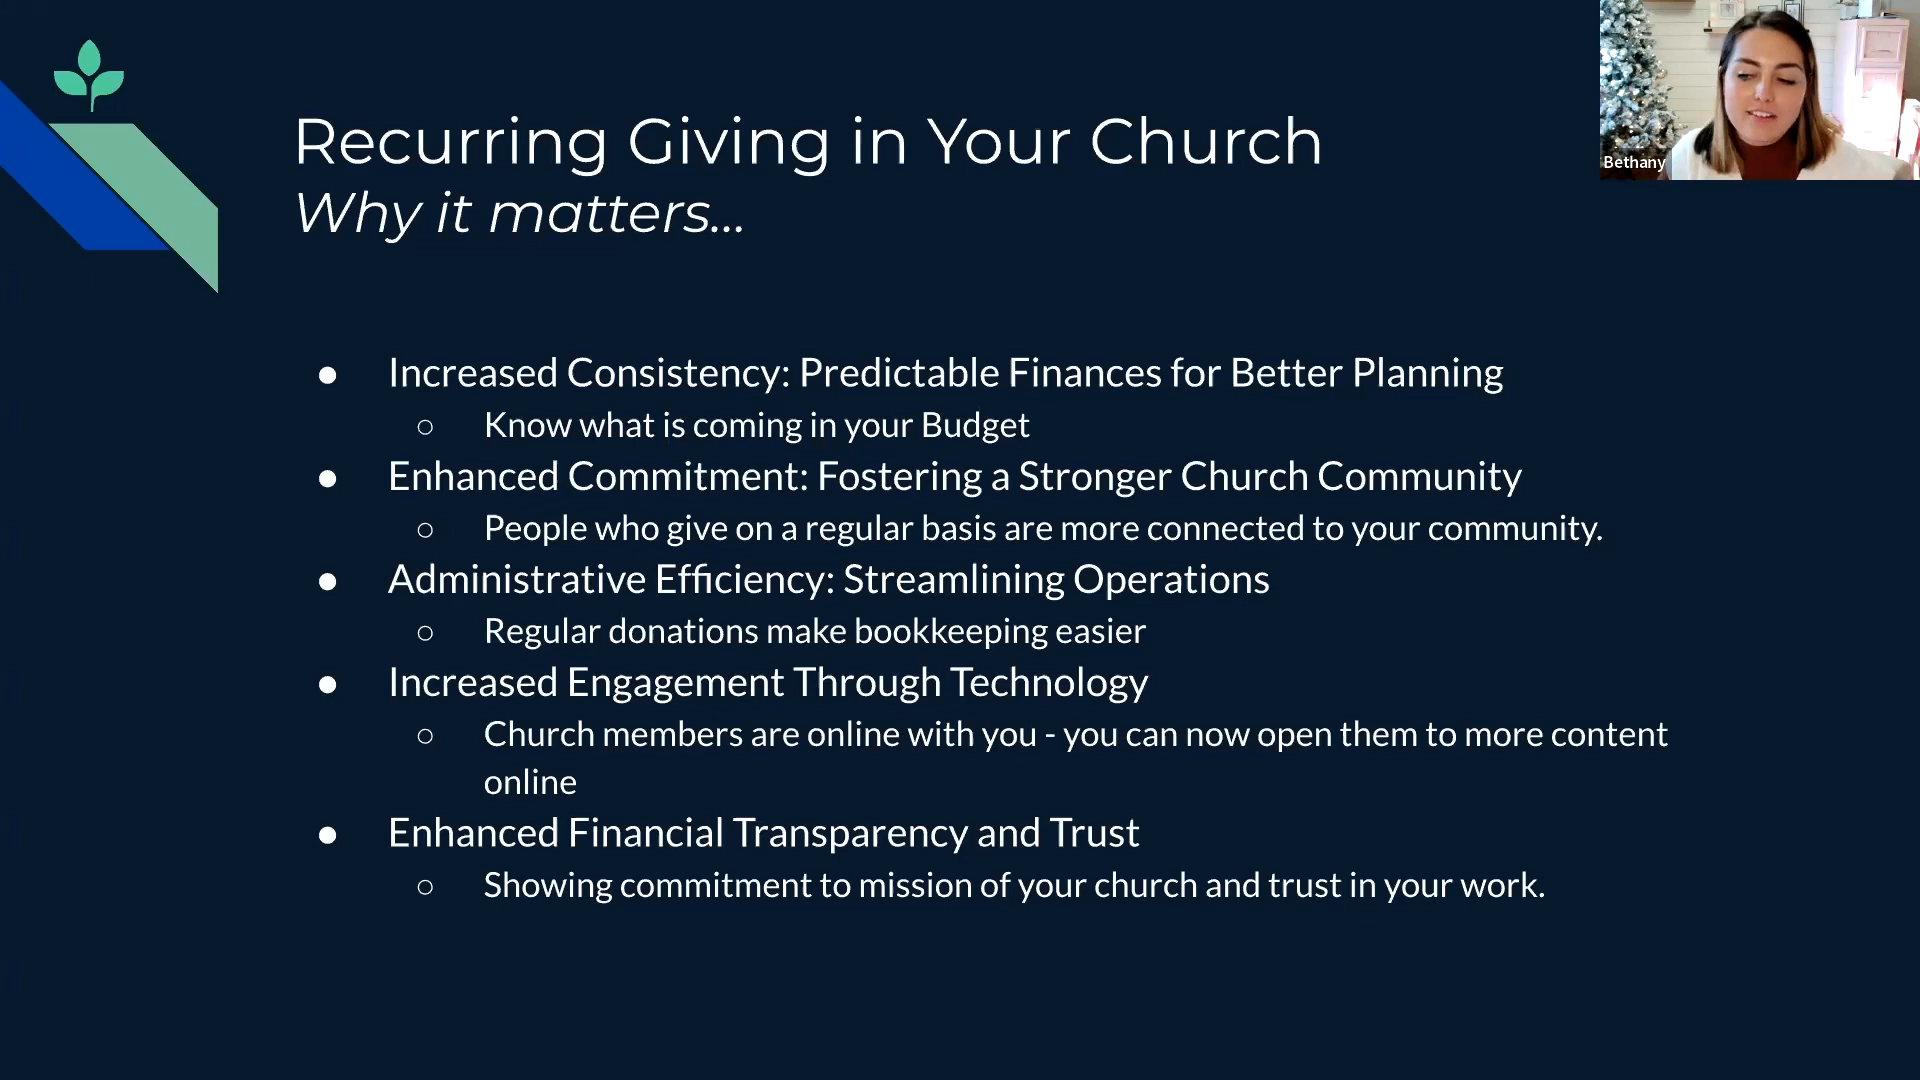 Recurring Giving in Your Church
Why it matters...
Bethany
● Increased Consistency: Predictable Finances for Better Planning
○ Know what is coming in your Budget
● Enhanced Commitment: Fostering a Stronger Church Community
○ People who give on a regular basis are more connected to your community.
● Administrative Efficiency: Streamlining Operations
○ Regular donations make bookkeeping easier
● Increased Engagement Through Technology
○ Church members are online with you - you can now open them to more content
online
● Enhanced Financial Transparency and Trust
○ Showing commitment to mission of your church and trust in your work.